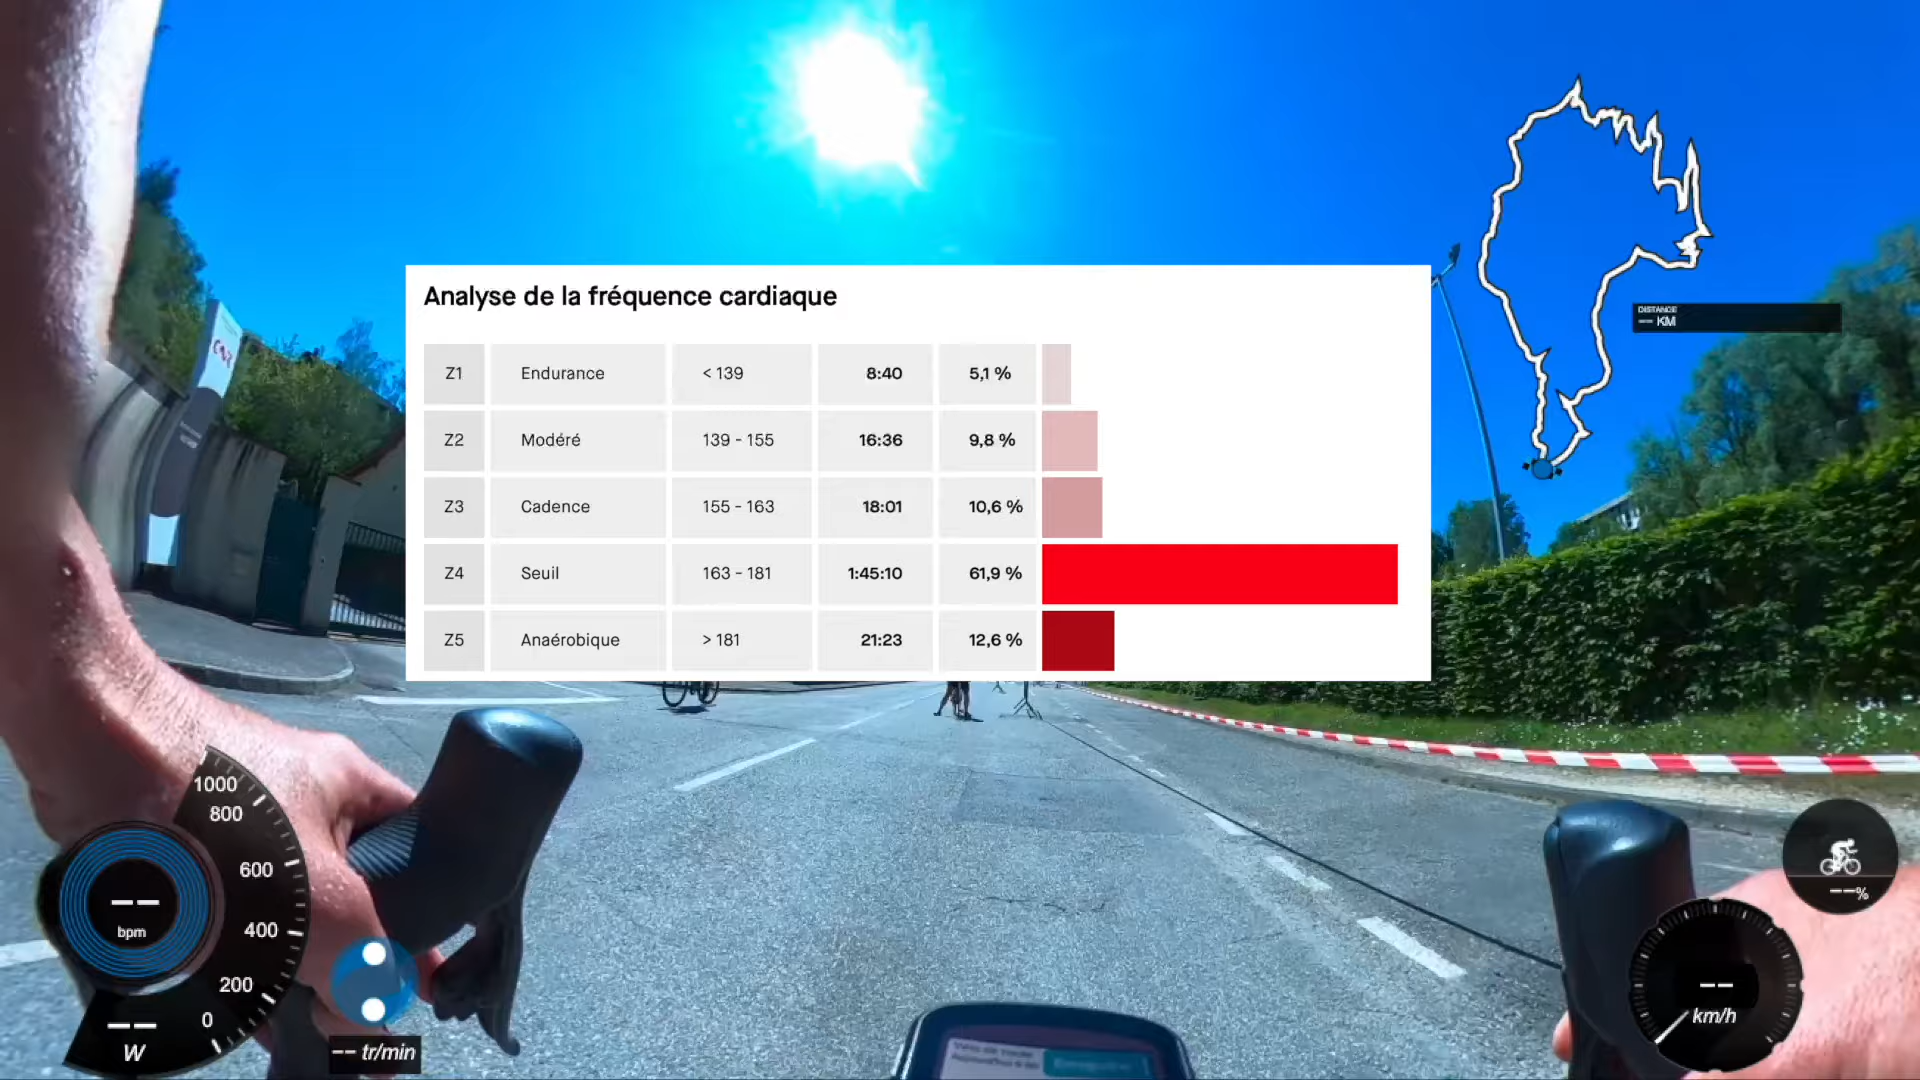 Analyse de la fréquence cardiaque
Z1 Endurance < 139 8:40 5,1 %
Z2 Modéré 139 - 155 16:36 9,8 %
Z3 Cadence 155 - 163 18:01 10,6 %
Z4 Seuil 163 - 181 1:45:10 61,9 %
Z5 Anaérobique > 181 21:23 12,6 %
DISTANCE
--- KM
1000
800
600
400
200
0
--
bpm
--
W
-- tr/min
--%
--
km/h